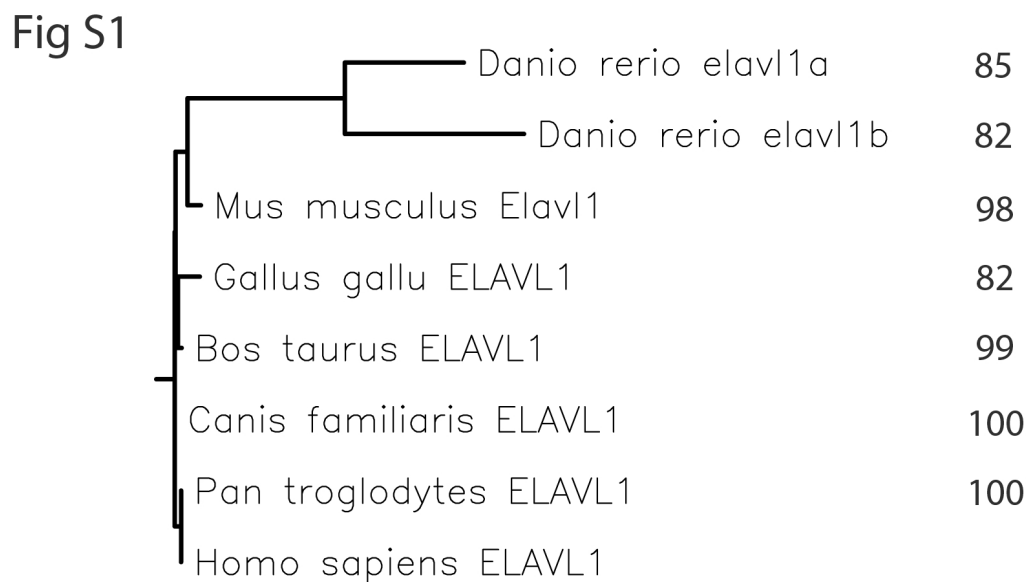 Fig S1
Danio rerio elavl1a 85
Danio rerio elavl1b 82
Mus musculus Elavl1 98
Gallus gallu ELAVL1 82
Bos taurus ELAVL1 99
Canis familiaris ELAVL1 100
Pan troglodytes ELAVL1 100
Homo sapiens ELAVL1